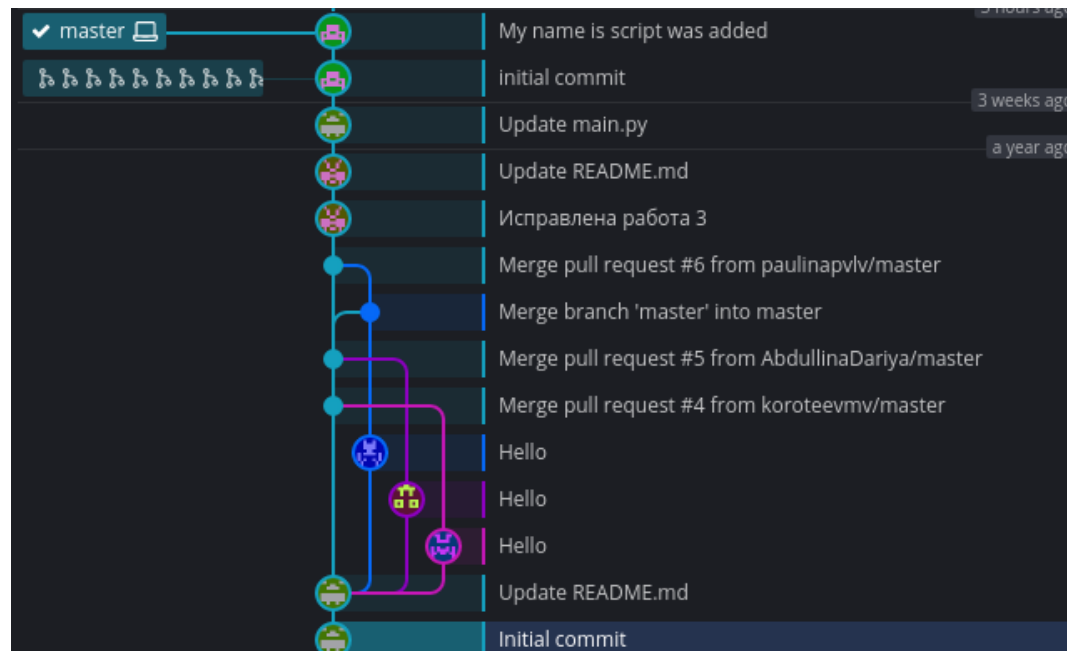 5 hours ago
master
My name is script was added
initial commit
3 weeks ago
Update main.py
a year ago
Update README.md
Исправлена работа 3
Merge pull request #6 from paulinapvlv/master
Merge branch 'master' into master
Merge pull request #5 from AbdullinaDariya/master
Merge pull request #4 from koroteevmv/master
Hello
Hello
Hello
Update README.md
Initial commit